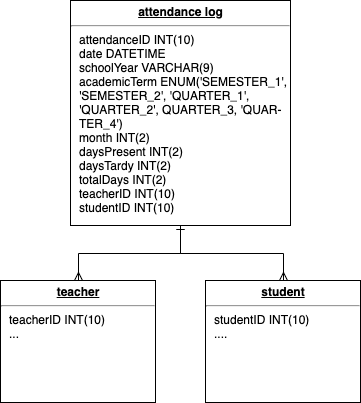 attendance log
attendanceID INT(10)
date DATETIME
schoolYear VARCHAR(9)
academicTerm ENUM('SEMESTER_1',
'SEMESTER_2', 'QUARTER_1',
'QUARTER_2', QUARTER_3, 'QUAR-
TER_4')
month INT(2)
daysPresent INT(2)
daysTardy INT(2)
totalDays INT(2)
teacherID INT(10)
studentID INT(10)
teacher
teacherID INT(10)
...
student
studentID INT(10)
....